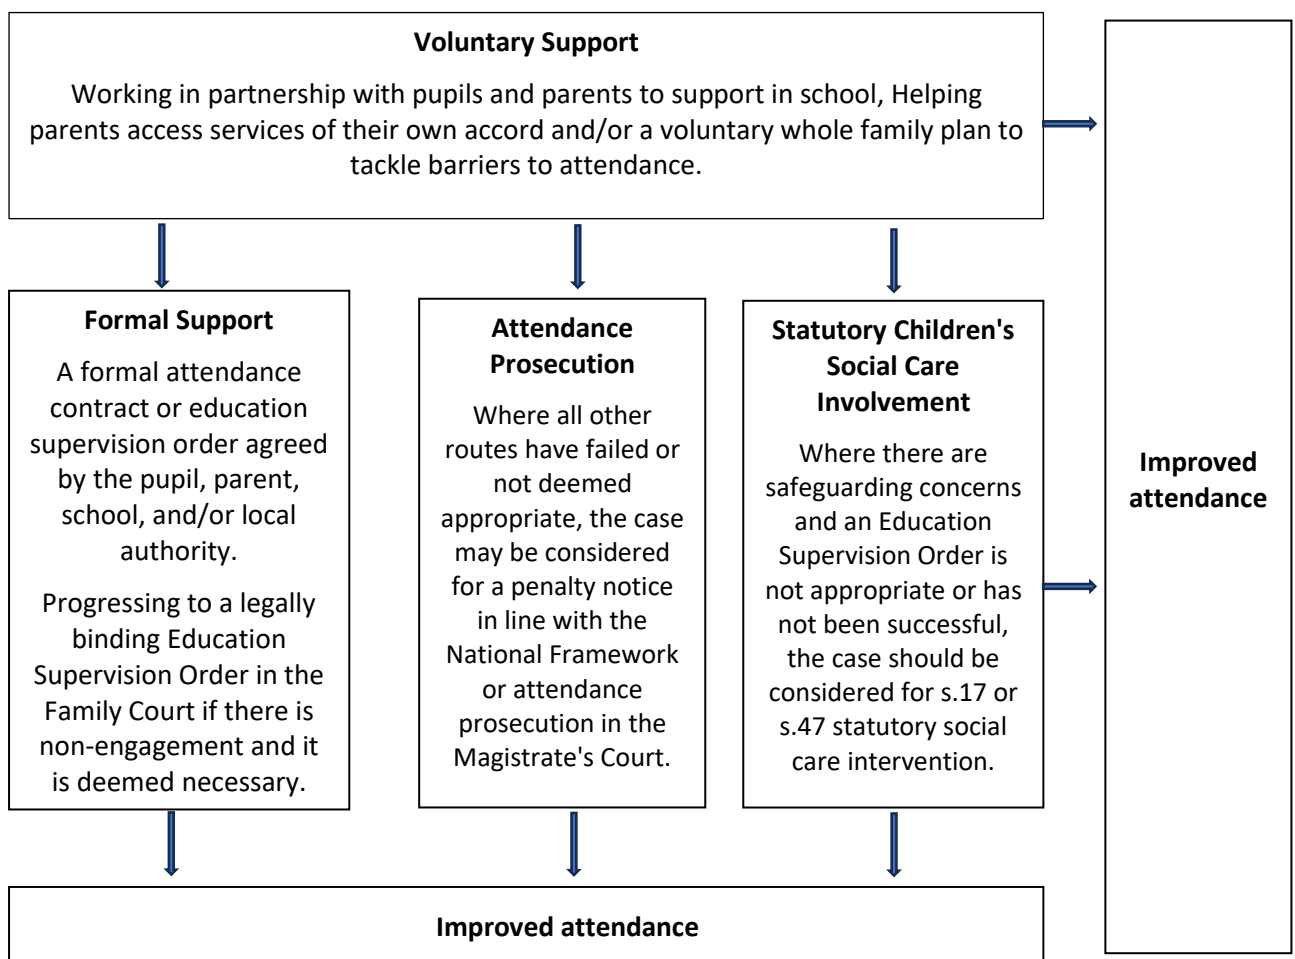 Voluntary Support
Working in partnership with pupils and parents to support in school, Helping
parents access services of their own accord and/or a voluntary whole family plan to
tackle barriers to attendance.
Formal Support
A formal attendance
contract or education
supervision order agreed
by the pupil, parent,
school, and/or local
authority.
Progressing to a legally
binding Education
Supervision Order in the
Family Court if there is
non-engagement and it
is deemed necessary.
Attendance
Prosecution
Where all other
routes have failed or
not deemed
appropriate, the case
may be considered
for a penalty notice
in line with the
National Framework
or attendance
prosecution in the
Magistrate's Court.
Statutory Children's
Social Care
Involvement
Where there are
safeguarding concerns
and an Education
Supervision Order is
not appropriate or has
not been successful,
the case should be
considered for s.17 or
s.47 statutory social
care intervention.
Improved
attendance
Improved attendance